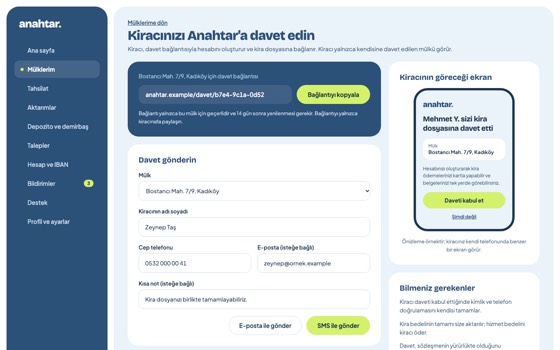 anahtar.
Ana sayfa
Mülklerim
Tahsilat
Aktarımlar
Depozito ve demirbaş
Talepler
Hesap ve IBAN
Bildirimler 3
Destek
Profil ve ayarlar
Mülklerime dön
Kiracınızı Anahtar'a davet edin
Kiracı, davet bağlantısıyla hesabını oluşturur ve kira dosyasına bağlanır. Kiracı yalnızca kendisine davet edilen mülkü görür.
Bostancı Mah. 7/9, Kadıköy için davet bağlantısı
anahtar.example/davet/b7e4-9c1a-0d52
Bağlantıyı kopyala
Bağlantı yalnızca bu mülk için geçerlidir ve 14 gün sonra yenilenmesi gerekir. Bağlantıyı yalnızca
kiracınızla paylaşın.
Davet gönderin
Mülk
Bostancı Mah. 7/9, Kadıköy
Kiracının adı soyadı
Zeynep Taş
Cep telefonu
0532 000 00 41
E-posta (isteğe bağlı)
zeynep@ornek.example
Kısa not (isteğe bağlı)
Kira dosyanızı birlikte tamamlayabiliriz.
E-posta ile gönder
SMS ile gönder
Kiracının göreceği ekran
anahtar.
Mehmet Y. sizi kira
dosyasına davet etti
Mülk
Bostancı Mah. 7/9, Kadıköy
Hesabınızı oluşturarak kira
ödemelerinizi kartla yapabilir ve
belgelerinizi tek yerde görebilirsiniz.
Daveti kabul et
Şimdi değil
Önizleme örnektir; kiracınız kendi telefonunda benzer
bir ekran görür.
Bilmeniz gerekenler
Kiracı daveti kabul ettiğinde kimlik ve telefon
doğrulamasını kendisi tamamlar.
Kira bedelinin tamamı size aktarılır; hizmet bedelini
kiracı öder.
Davet, sözleşmenin yürürlükte olduğunu